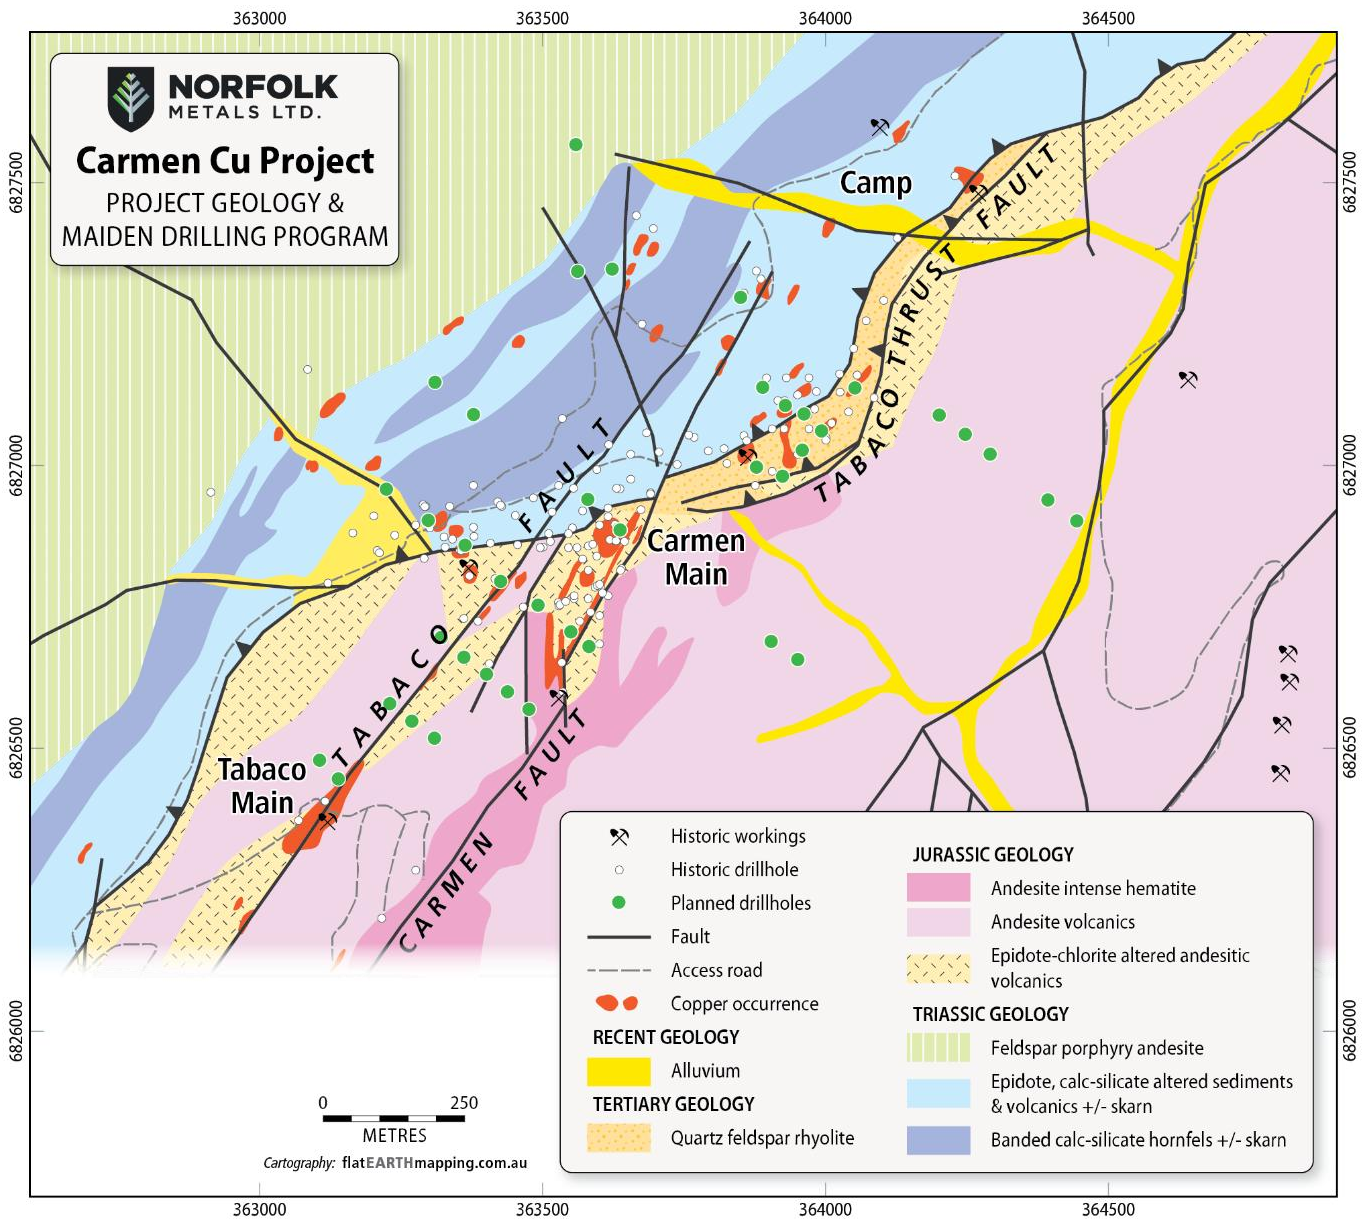 363000
363500
364000
364500
NORFOLK
METALS LTD.
Carmen Cu Project
PROJECT GEOLOGY &
MAIDEN DRILLING PROGRAM
6827500
6827500
Camp
TABACO THRUST FAULT
6827000
6827000
TABACO FAULT
Carmen
Main
6826500
6826500
Tabaco
Main
CARMEN FAULT
Historic workings
Historic drillhole
Planned drillholes
Fault
Access road
Copper occurrence
RECENT GEOLOGY
Alluvium
TERTIARY GEOLOGY
Quartz feldspar rhyolite
JURASSIC GEOLOGY
Andesite intense hematite
Andesite volcanics
Epidote-chlorite altered andesitic
volcanics
TRIASSIC GEOLOGY
Feldspar porphyry andesite
Epidote, calc-silicate altered sediments
& volcanics +/- skarn
Banded calc-silicate hornfels +/- skarn
6826000
6826000
0 250
METRES
Cartography: flatEARTHmapping.com.au
363000
363500
364000
364500